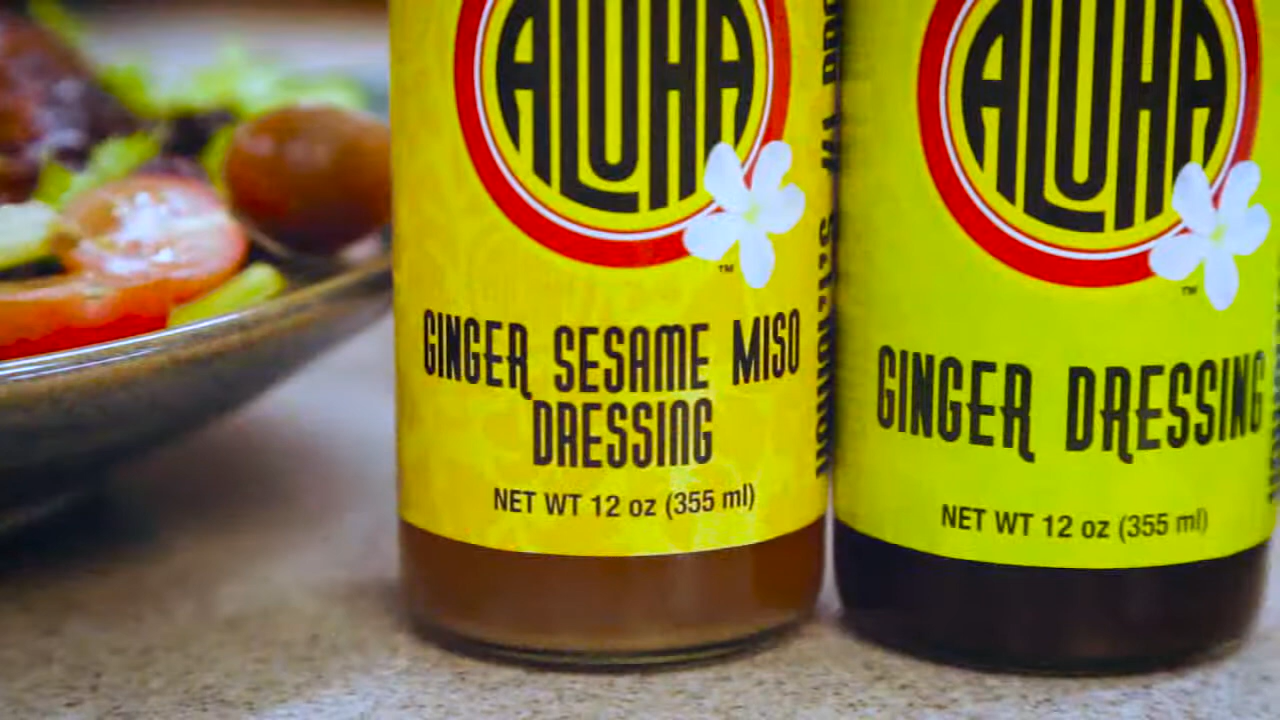 ALOHA
TM
GINGER SESAME MISO
DRESSING
NET WT 12 oz (355 ml)
ALOHA
TM
GINGER DRESSING
NET WT 12 oz (355 ml)